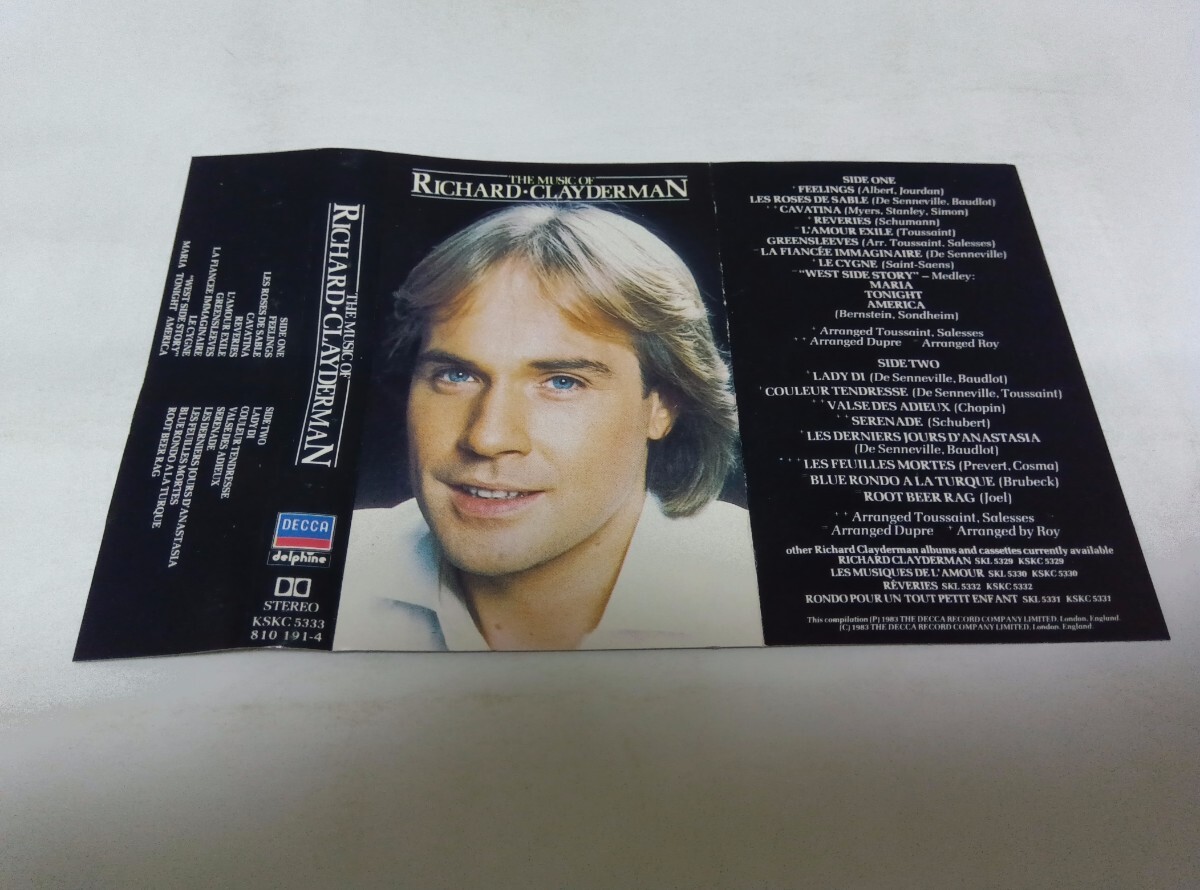 THE MUSIC OF
RICHARD·CLAYDERMAN
SIDE ONE
FEELINGS
LES ROSES DE SABLE
CAVATINA
REVERIES
L'AMOUR EXILE
GREENSLEEVES
LA FIANCEE IMMAGINAIRE
LE CYGNE
"WEST SIDE STORY"
MARIA TONIGHT AMERICA
SIDE TWO
LADY DI
COULEUR TENDRESSE
VALSE DES ADIEUX
SERENADE
LES DERNIERS JOURS D'ANASTASIA
LES FEUILLES MORTES
BLUE RONDO A LA TURQUE
ROOT BEER RAG
DECCA
delphine
STEREO
KSKC 5333
810 191-4
THE MUSIC OF
RICHARD·CLAYDERMAN
SIDE ONE
+FEELINGS (Albert, Jourdan)
LES ROSES DE SABLE (De Senneville, Baudlot)
++CAVATINA (Myers, Stanley, Simon)
+REVERIES (Schumann)
—L'AMOUR EXILE (Toussaint)
GREENSLEEVES (Arr. Toussaint, Salesses)
—LA FIANCÉE IMMAGINAIRE (De Senneville)
+LE CYGNE (Saint-Saens)
—"WEST SIDE STORY" – Medley:
MARIA
TONIGHT
AMERICA
(Bernstein, Sondheim)
+Arranged Toussaint, Salesses
++Arranged Dupre —Arranged Roy
SIDE TWO
+LADY DI (De Senneville, Baudlot)
+COULEUR TENDRESSE (De Senneville, Toussaint)
++VALSE DES ADIEUX (Chopin)
++SERENADE (Schubert)
+LES DERNIERS JOURS D'ANASTASIA
(De Senneville, Baudlot)
+++LES FEUILLES MORTES (Prevert, Cosma)
—BLUE RONDO A LA TURQUE (Brubeck)
ROOT BEER RAG (Joel)
++Arranged Toussaint, Salesses
—Arranged Dupre +Arranged by Roy
other Richard Clayderman albums and cassettes currently available
RICHARD CLAYDERMAN SKL 5329 KSKC 5329
LES MUSIQUES DE L'AMOUR SKL 5330 KSKC 5330
RÊVERIES SKL 5332 KSKC 5332
RONDO POUR UN TOUT PETIT ENFANT SKL 5331 KSKC 5331
This compilation (P) 1983 THE DECCA RECORD COMPANY LIMITED. London. England.
(C) 1983 THE DECCA RECORD COMPANY LIMITED. London. England.